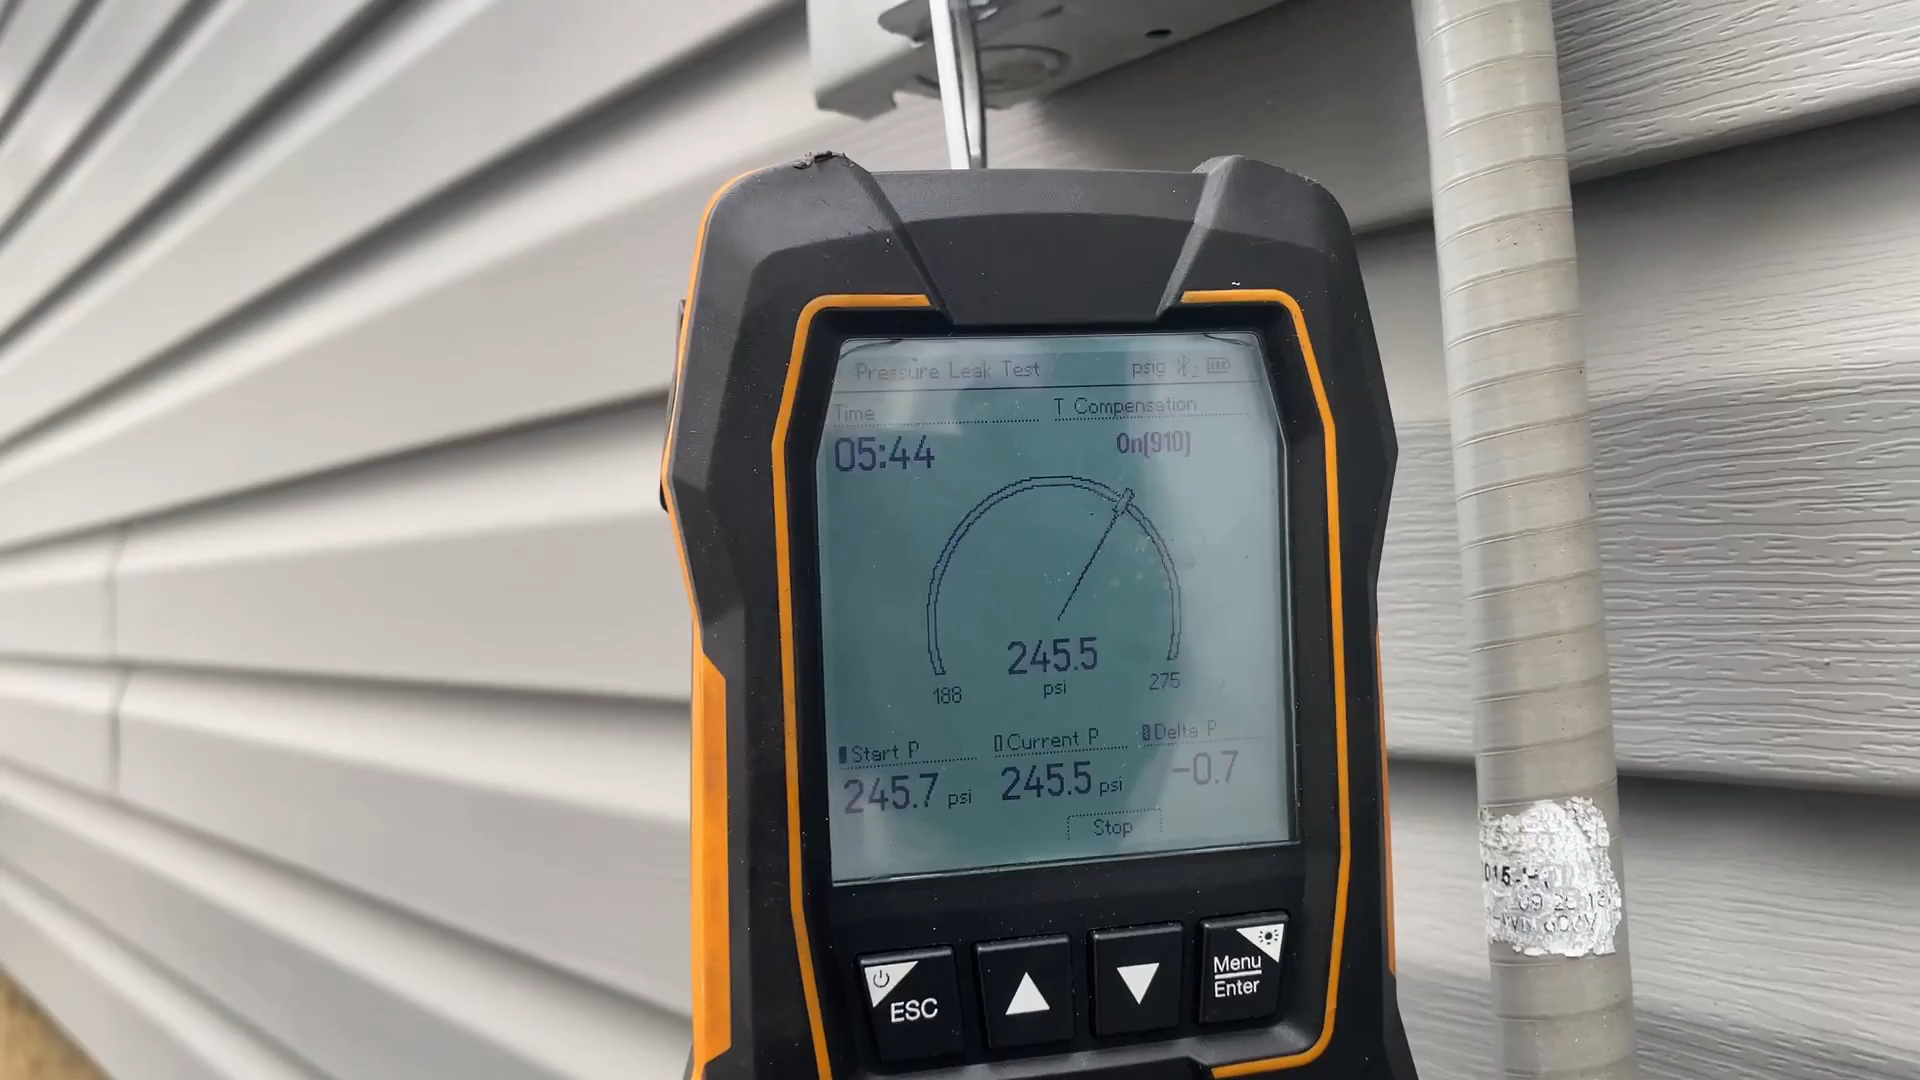 Pressure Leak Test psig
Time T Compensation
05:44 On(910)
245.5
psi
188 275
Start P Current P Delta P
245.7 psi 245.5 psi -0.7
Stop
ESC
Menu
Enter